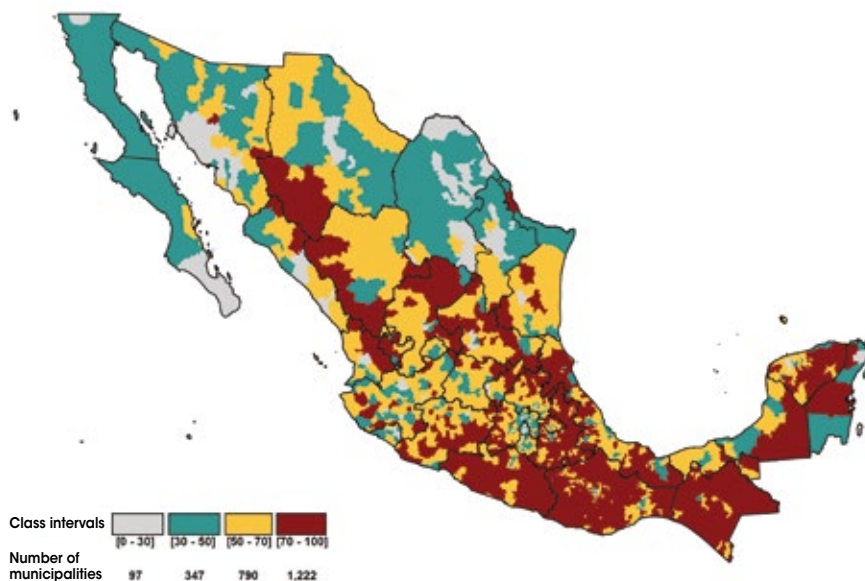 Class intervals
[0 - 30] [30 - 50] [50 - 70] [70 - 100]
Number of
municipalities 97 347 790 1,222